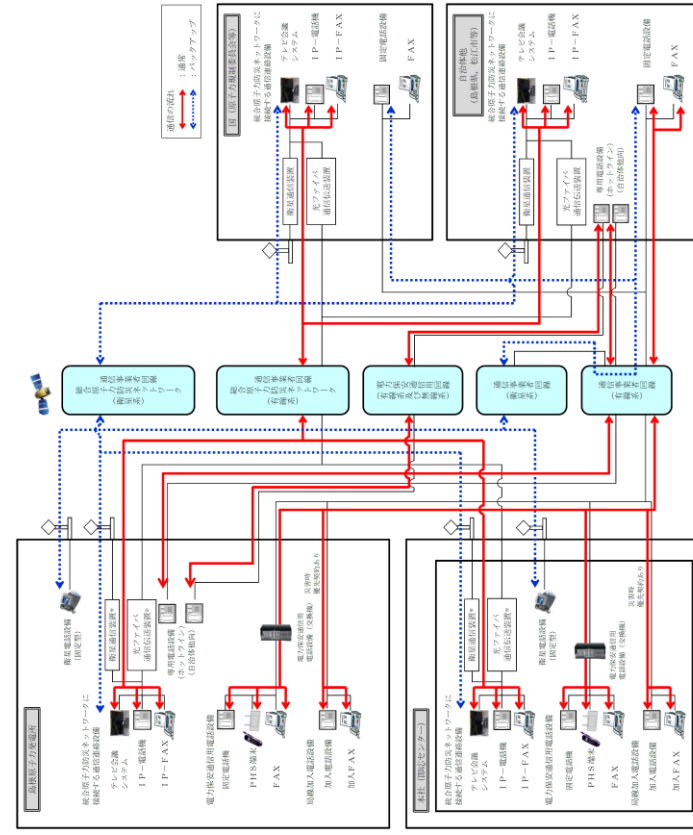 通信の流れ
：通常
：バックアップ
島根原子力発電所
衛星電話設備
(固定型)
統合原子力防災ネットワークに
接続する通信連絡設備
テレビ会議
システム
IP－電話機
IP－FAX
衛星通信装置*
光ファイバ
通信伝送装置*
専用電話設備
(ホットライン)
(自治体他向)
電力保安通信用電話設備
固定電話機
PHS端末
FAX
電力保安通信用
電話設備（交換機）
局線加入電話設備
加入電話設備
加入FAX
災害時
優先契約あり
本社（即応センター）
統合原子力防災ネットワークに
接続する通信連絡設備
テレビ会議
システム
IP－電話機
IP－FAX
衛星通信装置*
光ファイバ
通信伝送装置*
衛星電話設備
(固定型)
電力保安通信用電話設備
固定電話機
PHS端末
FAX
電力保安通信用
電話設備（交換機）
局線加入電話設備
加入電話設備
加入FAX
災害時
優先契約あり
通信事業者回線
総合原子力防災ネットワーク
(衛星系)
通信事業者回線
総合原子力防災ネットワーク
(有線系)
電力保安通信用回線
(有線系及び無線系)
通信事業者回線
(衛星系)
通信事業者回線
(有線系)
国（原子力規制委員会等）
統合原子力防災ネットワークに
接続する通信連絡設備
テレビ会議
システム
IP－電話機
IP－FAX
衛星通信装置
光ファイバ
通信伝送装置
固定電話設備
FAX
自治体他
（島根県、松江市等）
統合原子力防災ネットワークに
接続する通信連絡設備
テレビ会議
システム
IP－電話機
IP－FAX
衛星通信装置
光ファイバ
通信伝送装置
専用電話設備
(ホットライン)
(自治体他向)
固定電話設備
FAX